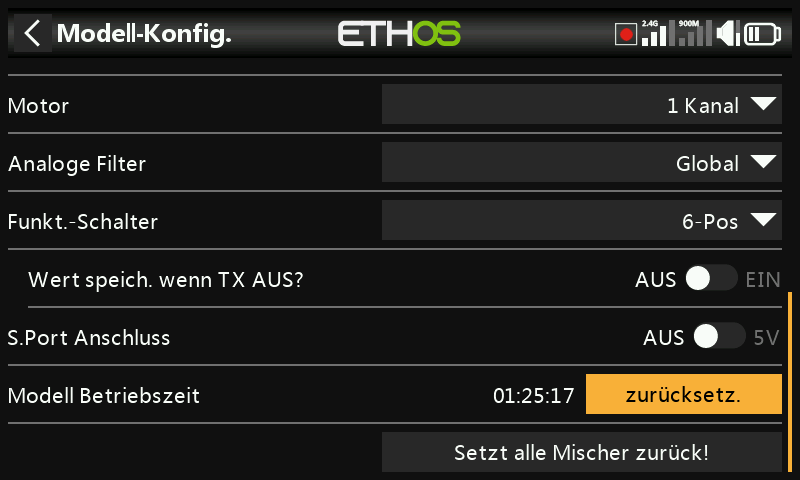 Modell-Konfig. ETHOS 2.4G 900M
Motor 1 Kanal
Analoge Filter Global
Funkt.-Schalter 6-Pos
Wert speich. wenn TX AUS? AUS EIN
S.Port Anschluss AUS 5V
Modell Betriebszeit 01:25:17 zurücksetz.
Setzt alle Mischer zurück!